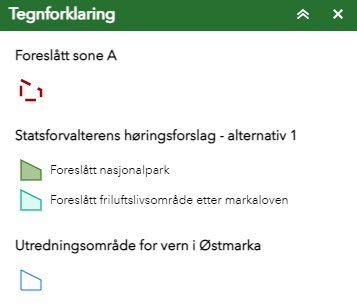 Tegnforklaring
Foreslått sone A
Statsforvalterens høringsforslag - alternativ 1
Foreslått nasjonalpark
Foreslått friluftslivsområde etter markaloven
Utredningsområde for vern i Østmarka